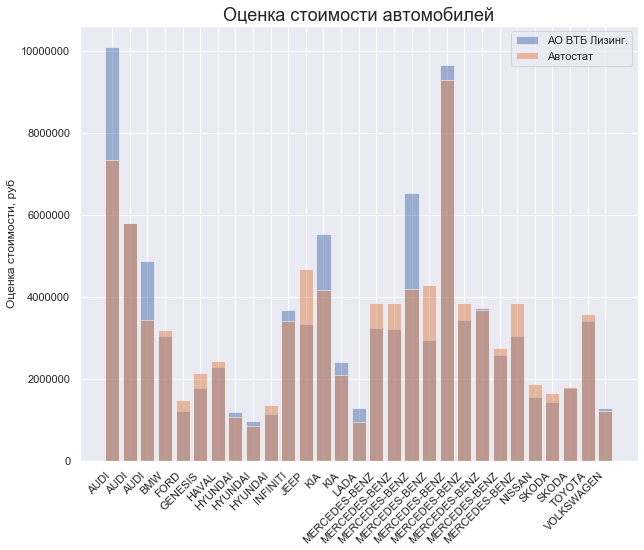 Оценка стоимости автомобилей
АО ВТБ Лизинг.
Автостат
Оценка стоимости, руб
10000000
8000000
6000000
4000000
2000000
0
AUDI
AUDI
AUDI
BMW
FORD
GENESIS
HAVAL
HYUNDAI
HYUNDAI
HYUNDAI
INFINITI
JEEP
KIA
KIA
LADA
MERCEDES-BENZ
MERCEDES-BENZ
MERCEDES-BENZ
MERCEDES-BENZ
MERCEDES-BENZ
MERCEDES-BENZ
MERCEDES-BENZ
MERCEDES-BENZ
MERCEDES-BENZ
NISSAN
SKODA
SKODA
TOYOTA
VOLKSWAGEN